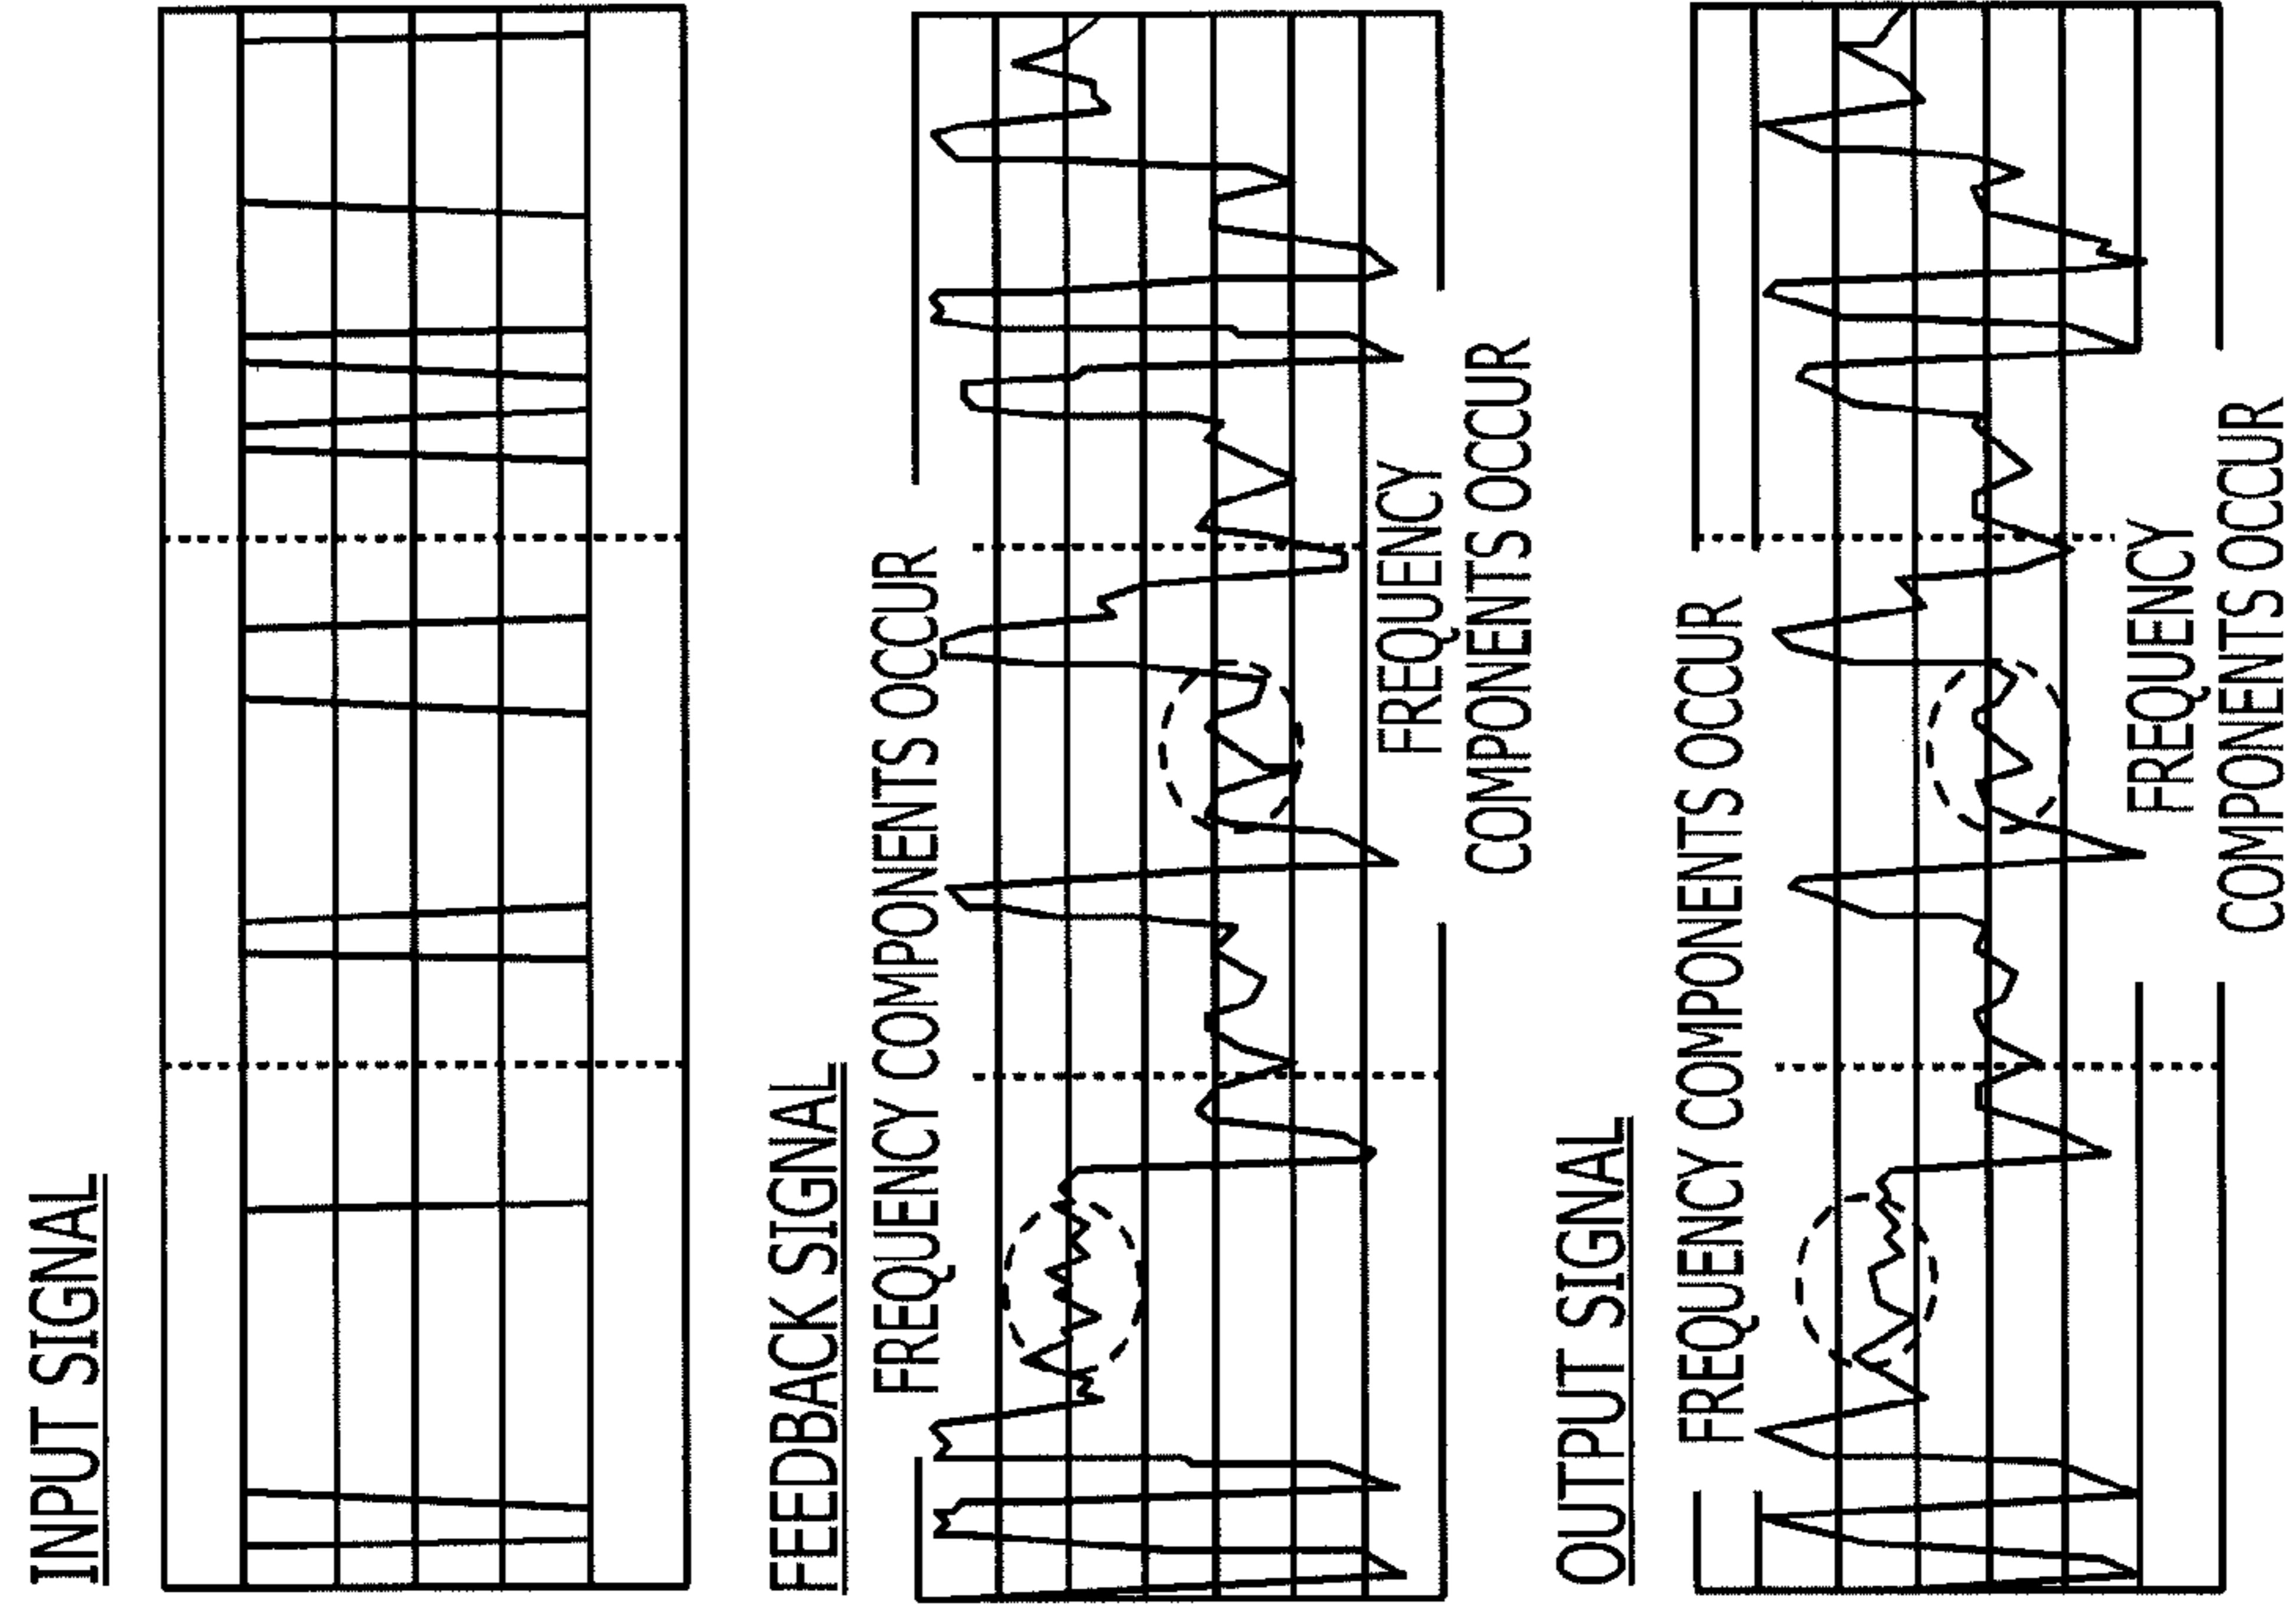 INPUT SIGNAL
FEEDBACK SIGNAL
FREQUENCY COMPONENTS OCCUR
FREQUENCY
COMPONENTS OCCUR
OUTPUT SIGNAL
FREQUENCY COMPONENTS OCCUR
FREQUENCY
COMPONENTS OCCUR